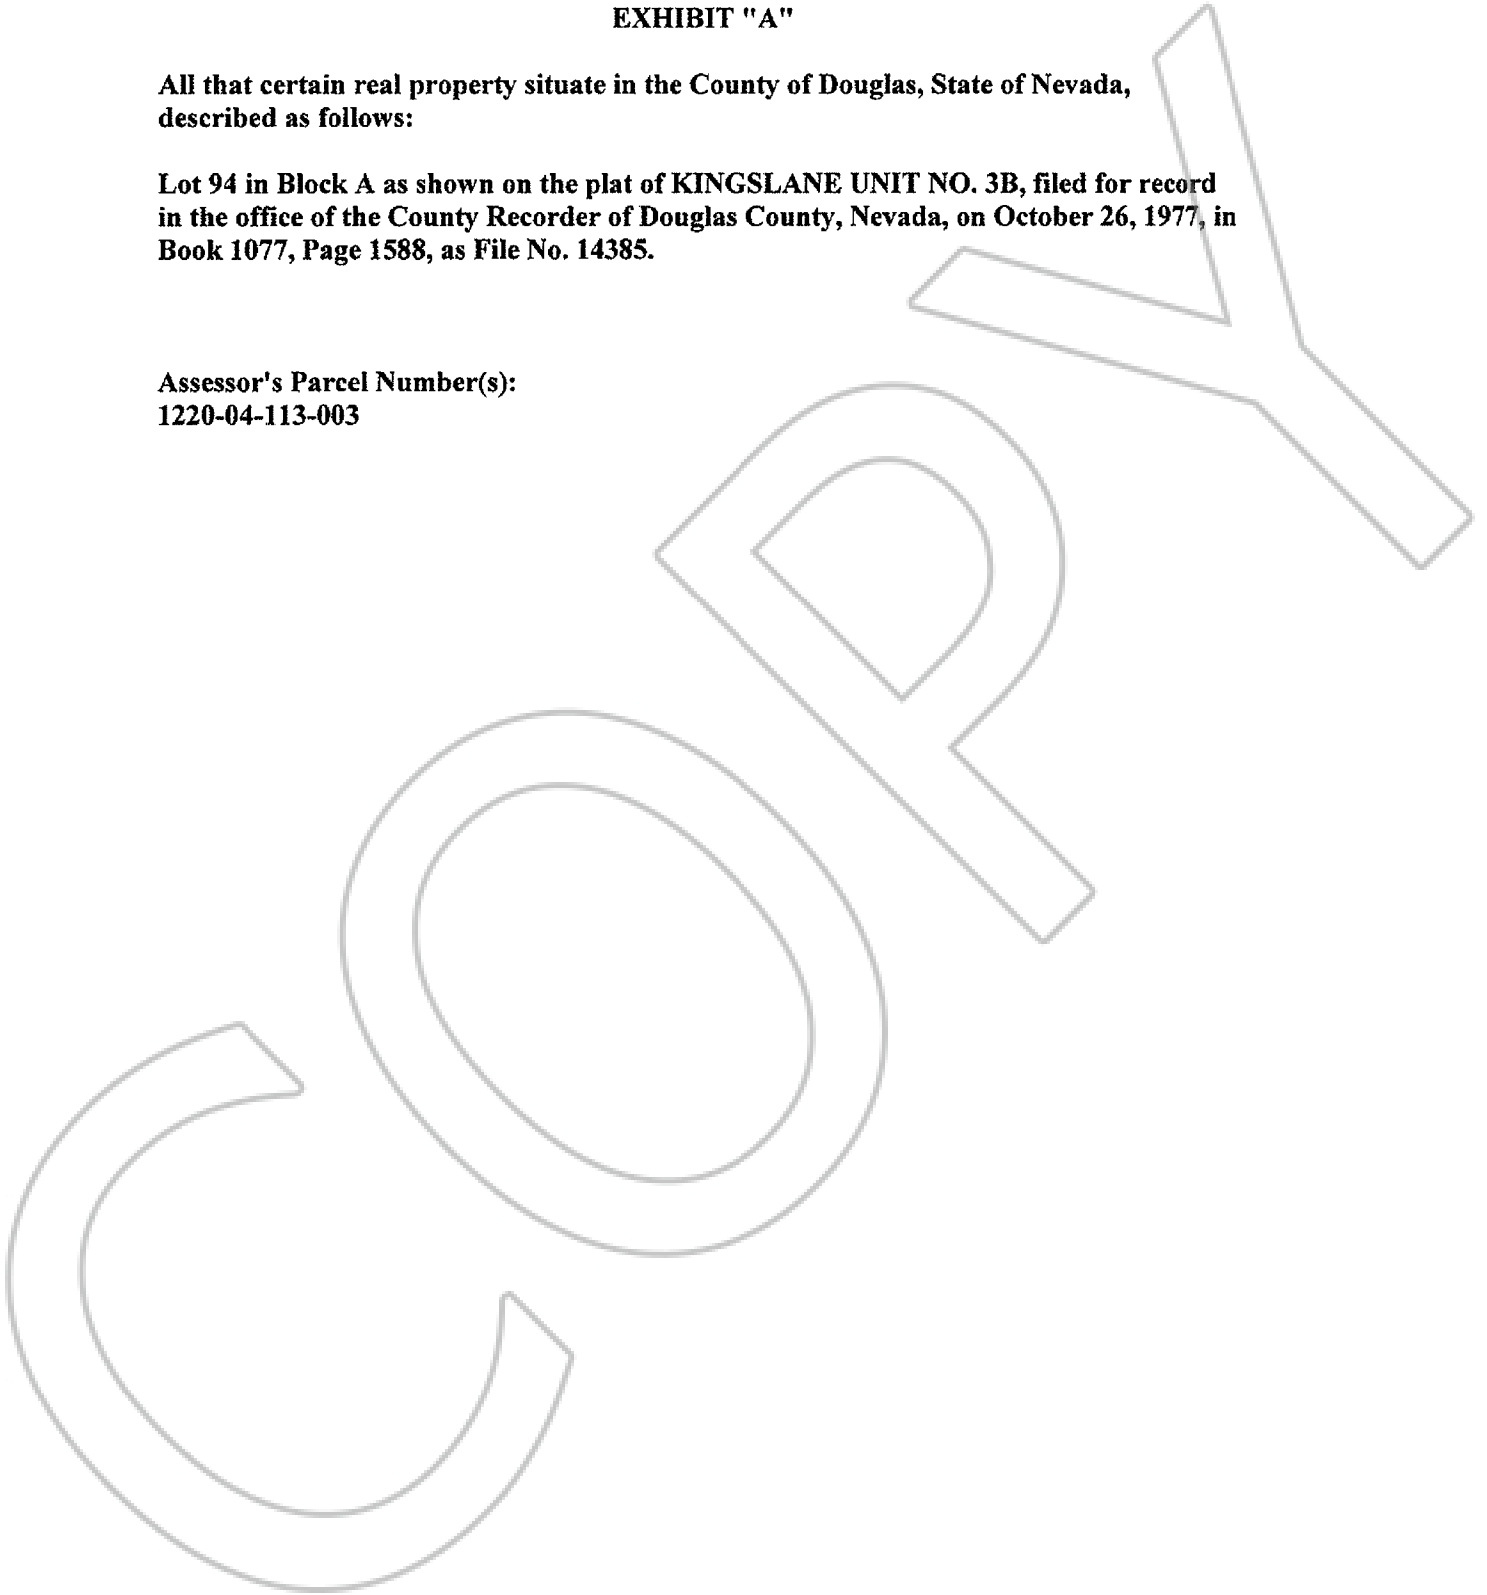 EXHIBIT "A"
All that certain real property situate in the County of Douglas, State of Nevada,
described as follows:
Lot 94 in Block A as shown on the plat of KINGSLANE UNIT NO. 3B, filed for record
in the office of the County Recorder of Douglas County, Nevada, on October 26, 1977, in
Book 1077, Page 1588, as File No. 14385.
Assessor's Parcel Number(s):
1220-04-113-003
COPY